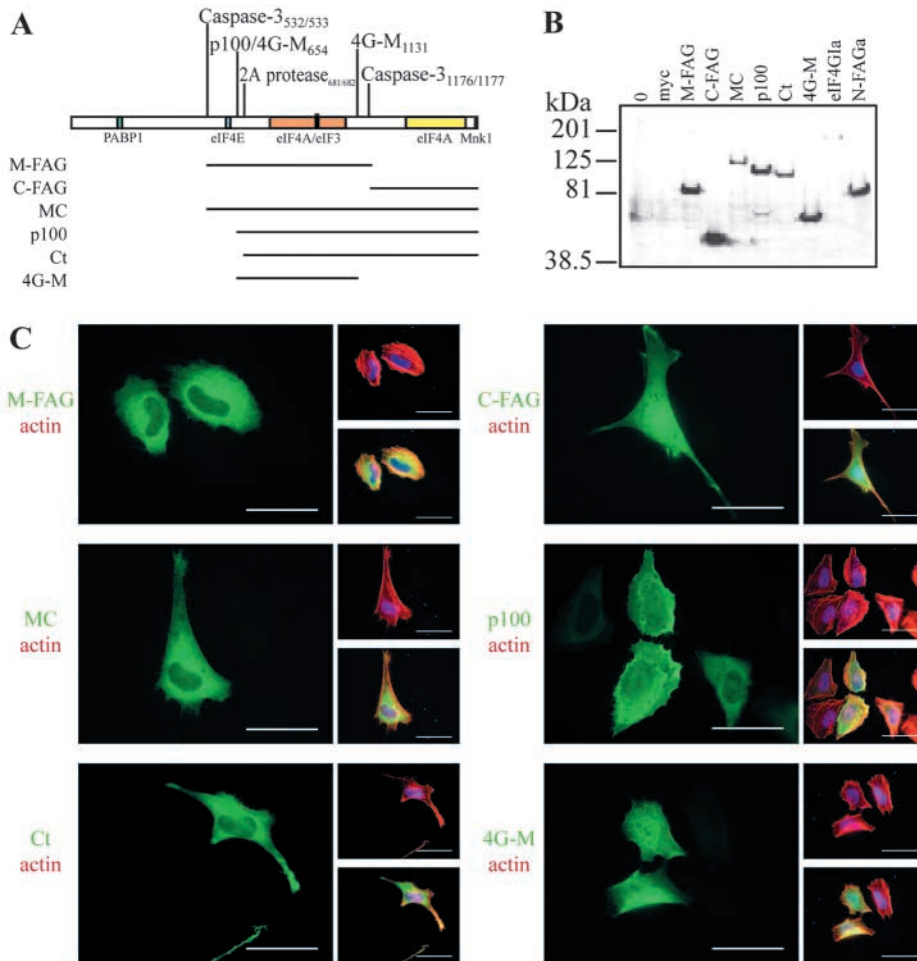 A
Caspase-3532/533
p100/4G-M654
4G-M1131
2A protease681/682
Caspase-31176/1177
PABP1
eIF4E
eIF4A/eIF3
eIF4A
Mnk1
M-FAG
C-FAG
MC
p100
Ct
4G-M
B
kDa
0
myc
M-FAG
C-FAG
MC
p100
Ct
4G-M
eIF4GIa
N-FAGa
201
125
81
38.5
C
M-FAG
actin
C-FAG
actin
MC
actin
p100
actin
Ct
actin
4G-M
actin